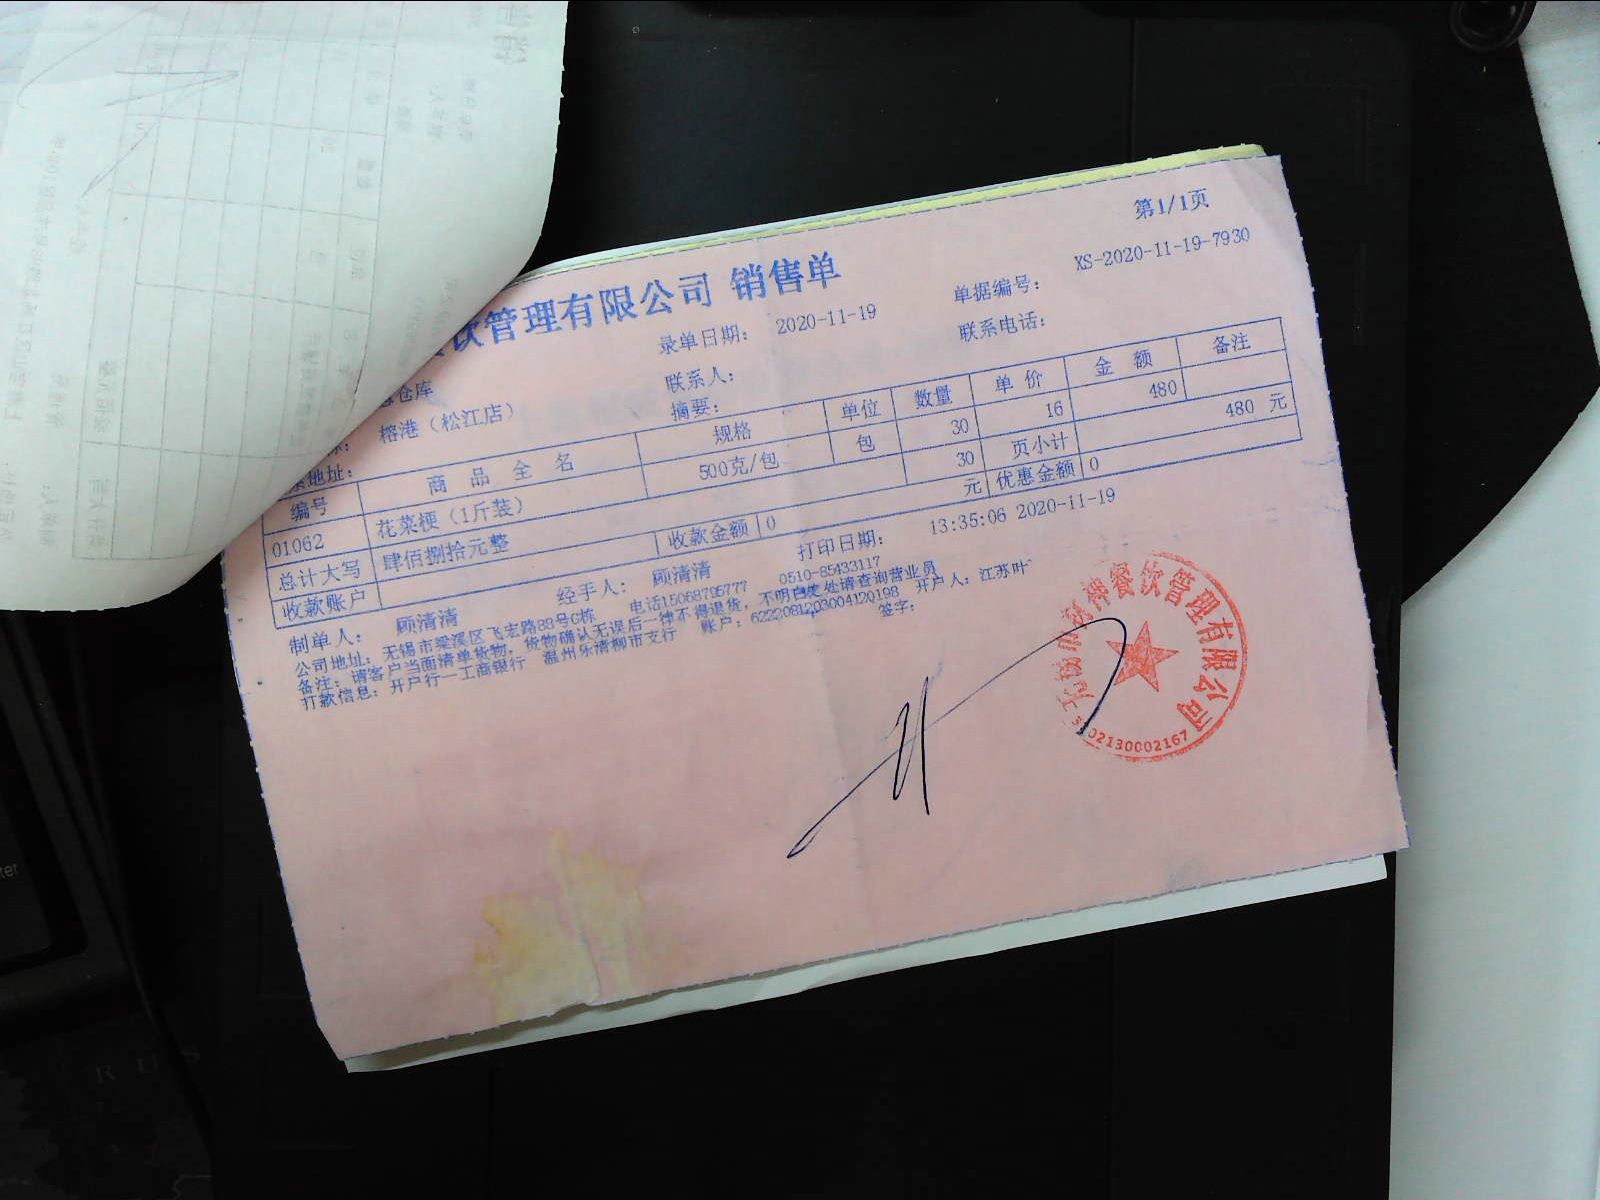 第1/1页
饮管理有限公司 销售单
录单日期： 2020-11-19 单据编号： XS-2020-11-19-7930
仓库 联系人： 联系电话：
榕港（松江店） 摘要：
地址：
编号 商 品 全 名 规格 单位 数量 单 价 金 额 备注
01062 花菜梗（1斤装） 500克/包 包 30 16 480
总计大写 肆佰捌拾元整 30 页小计 480 元
收款账户 收款金额 0 元 优惠金额 0
制单人： 顾清清 经手人： 顾清清 打印日期： 13:35:06 2020-11-19
公司地址： 无锡市梁溪区飞宏路88号C栋 电话15068795777 0510-85433117
备注：请客户当面清单货物，货物确认无误后一律不得退货，不明白处处请查询营业员
打款信息：开户行一工商银行 温州乐清柳市支行 账户：6222081203004120198 开户人：江苏叶
签字：
神餐饮管理有限公司
02130002167